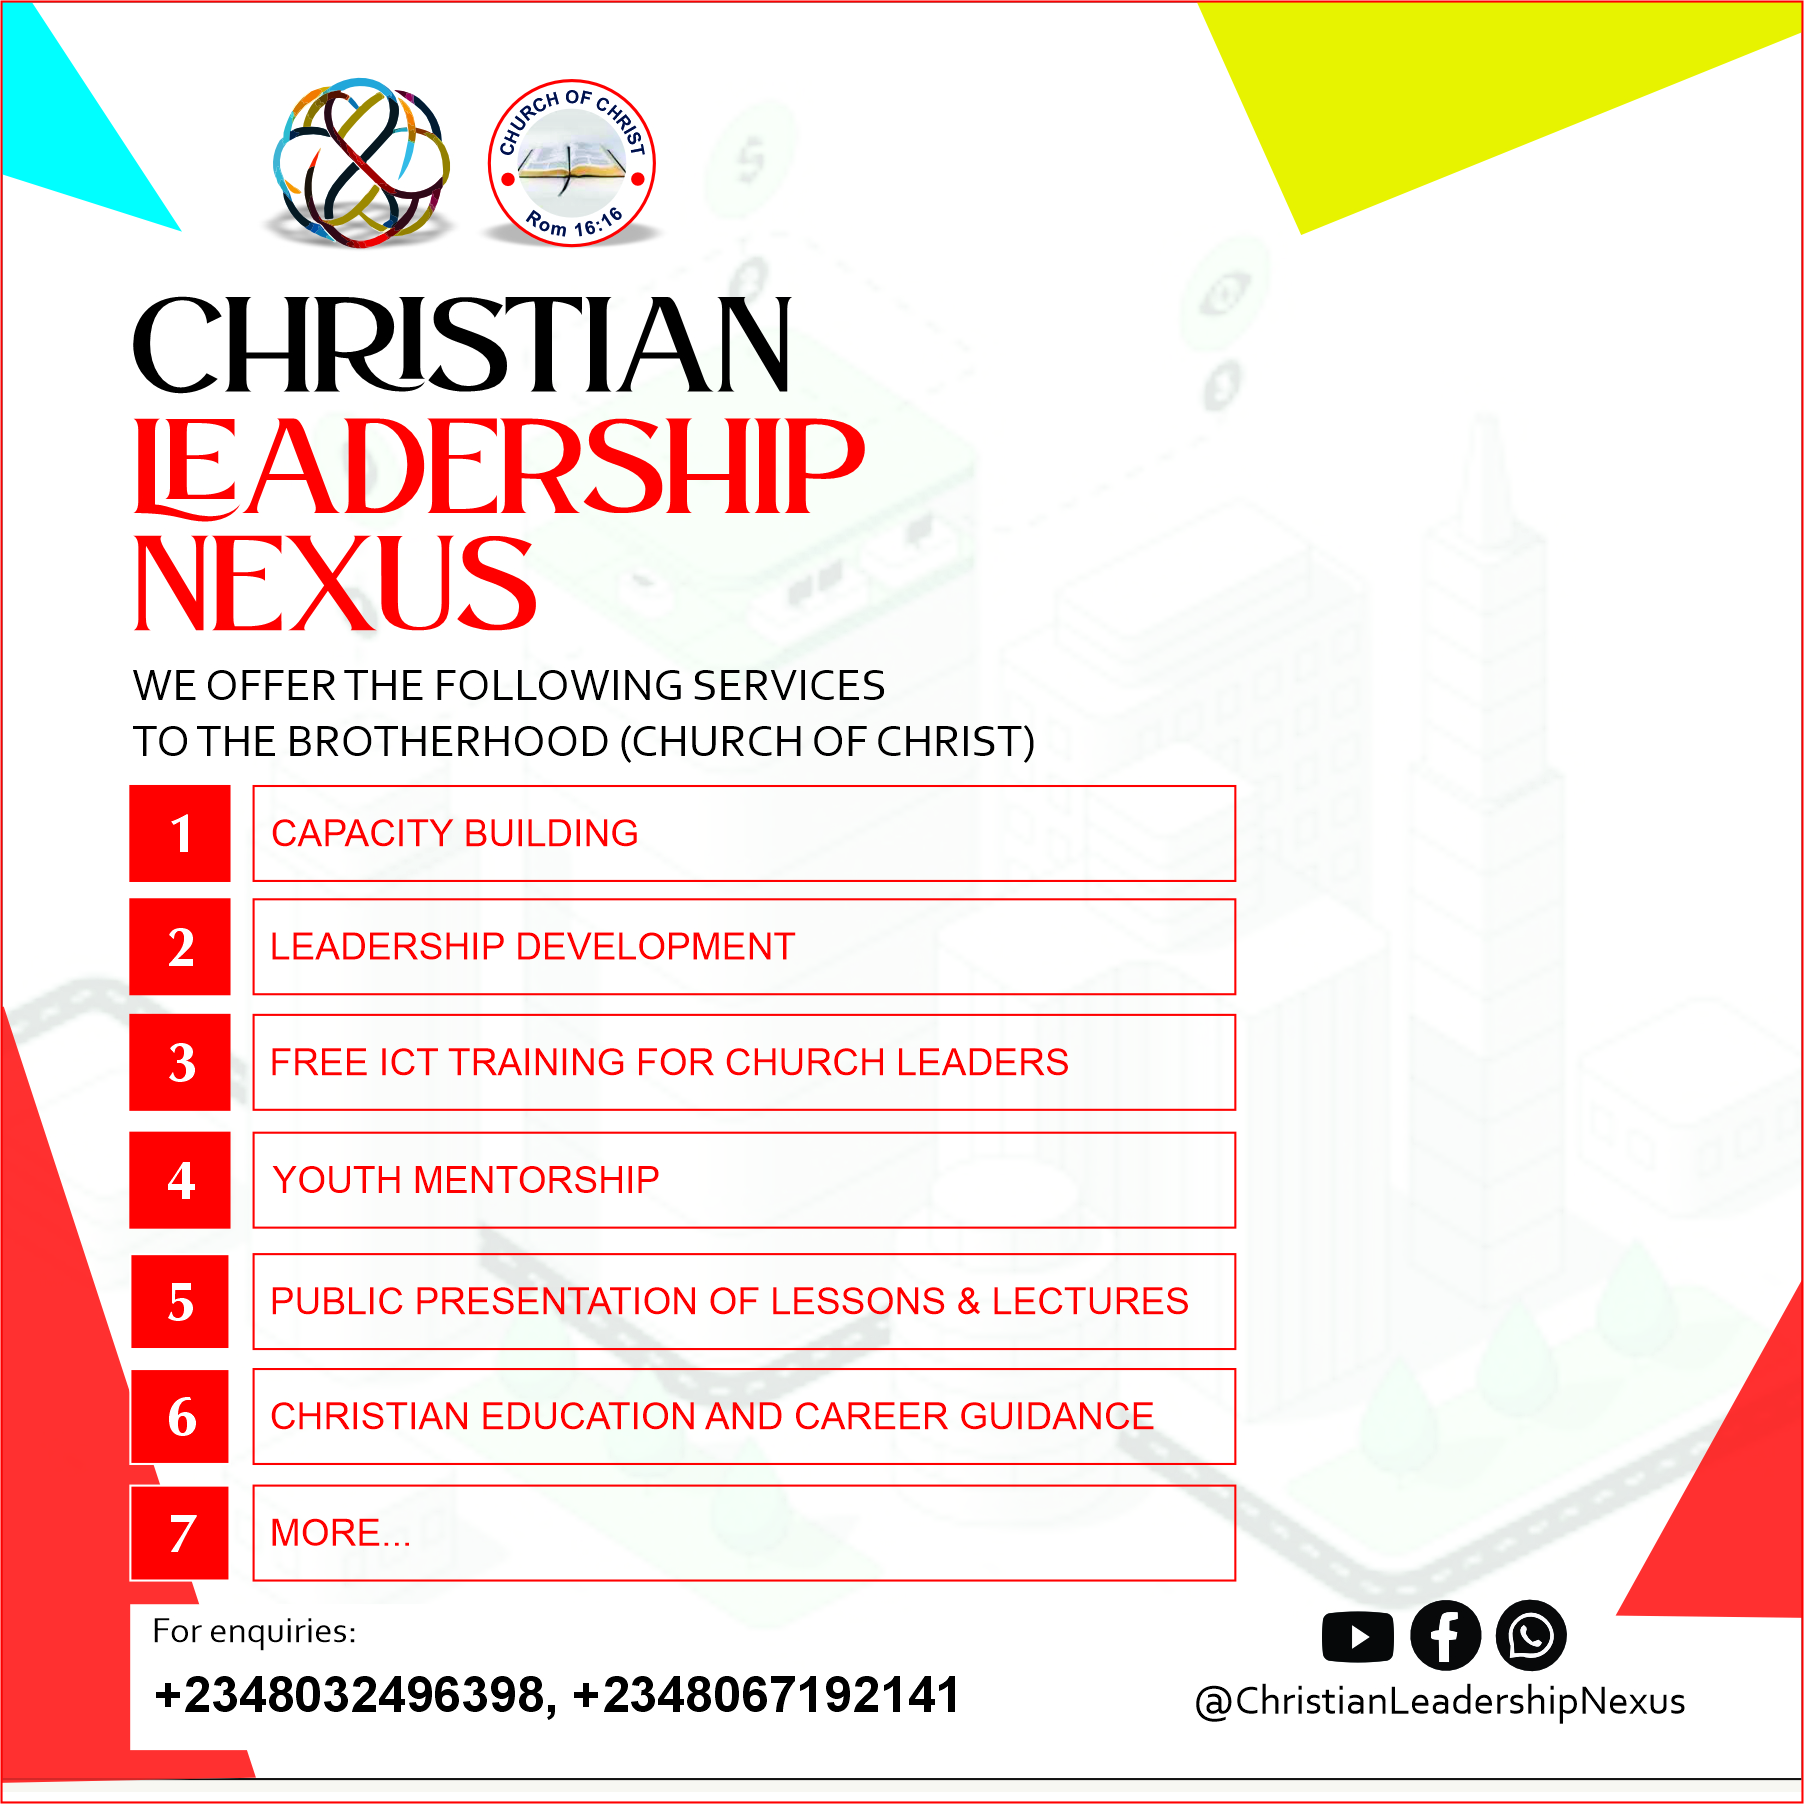 CHURCH OF CHRIST
Rom 16:16
CHRISTIAN
LEADERSHIP
NEXUS
WE OFFER THE FOLLOWING SERVICES
TO THE BROTHERHOOD (CHURCH OF CHRIST)
1 CAPACITY BUILDING
2 LEADERSHIP DEVELOPMENT
3 FREE ICT TRAINING FOR CHURCH LEADERS
4 YOUTH MENTORSHIP
5 PUBLIC PRESENTATION OF LESSONS & LECTURES
6 CHRISTIAN EDUCATION AND CAREER GUIDANCE
7 MORE...
For enquiries:
+2348032496398, +2348067192141
@ChristianLeadershipNexus